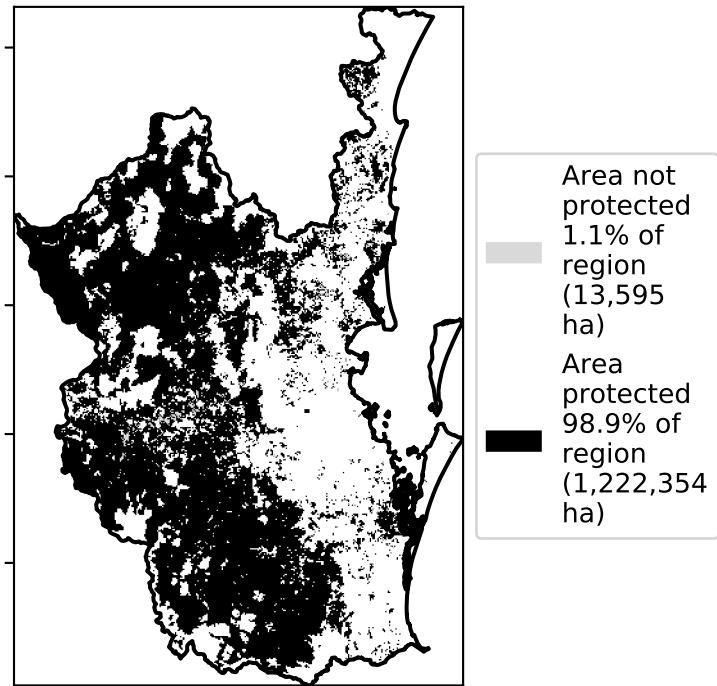 Area not
protected
1.1% of
region
(13,595
ha)
Area
protected
98.9% of
region
(1,222,354
ha)